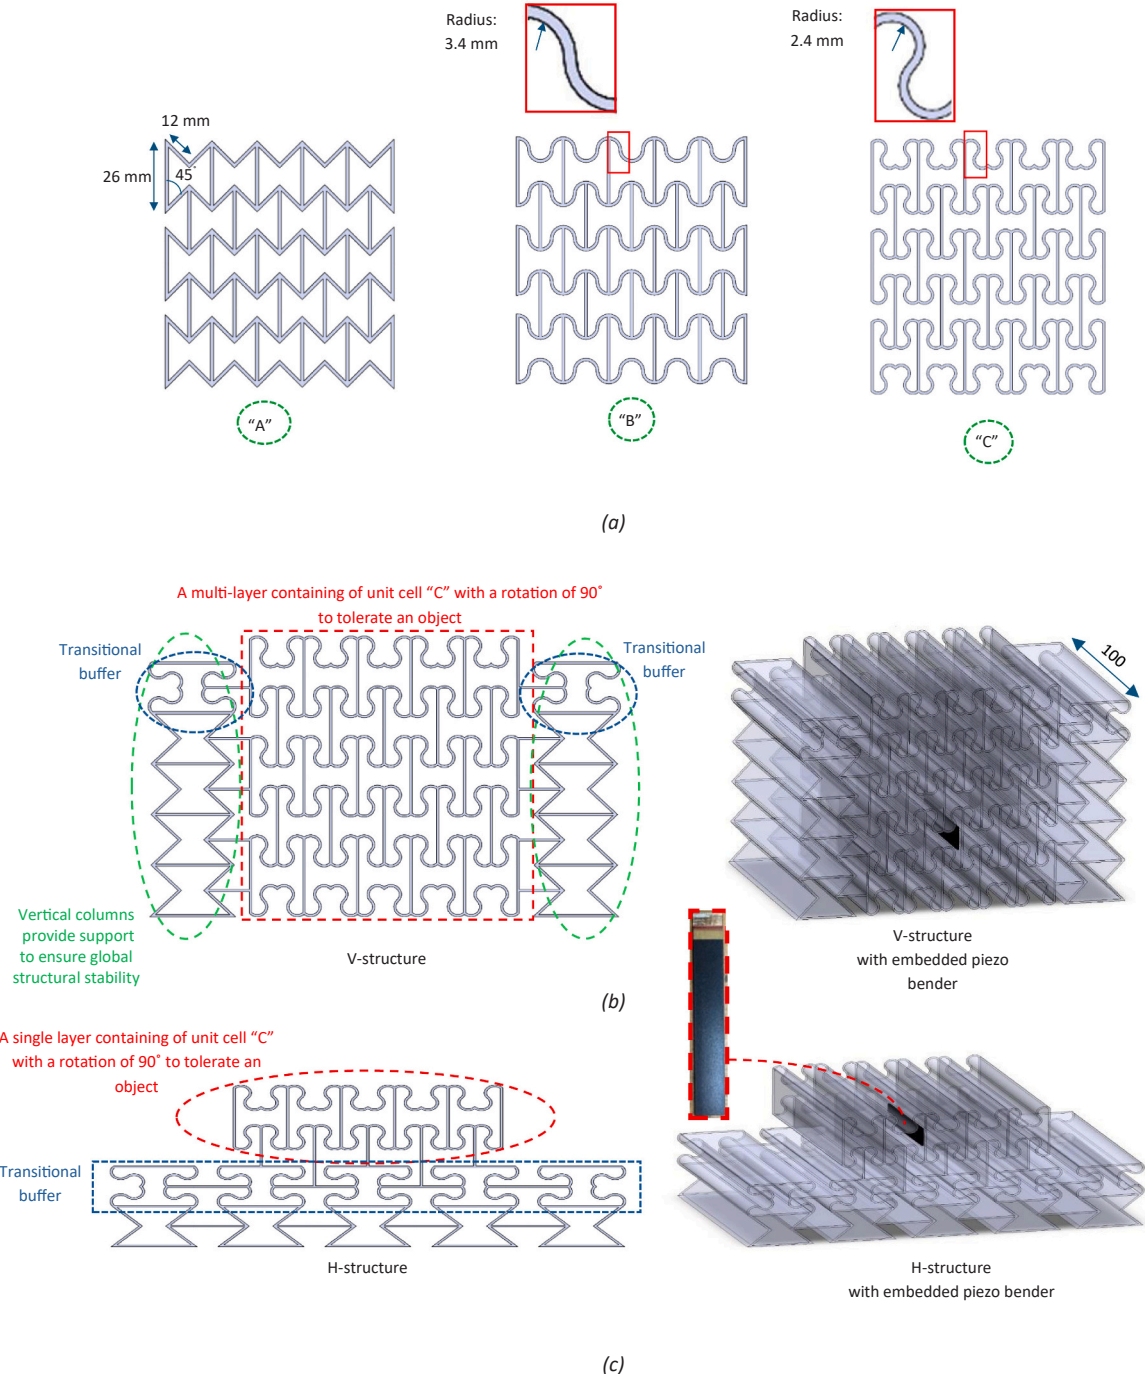 Radius:
3.4 mm
Radius:
2.4 mm
12 mm
26 mm
45°
"A"
"B"
"C"
(a)
A multi-layer containing of unit cell "C" with a rotation of 90˚
to tolerate an object
Transitional
buffer
Transitional
buffer
100
Vertical columns
provide support
to ensure global
structural stability
V-structure
V-structure
with embedded piezo
bender
(b)
A single layer containing of unit cell "C"
with a rotation of 90˚ to tolerate an
object
Transitional
buffer
H-structure
H-structure
with embedded piezo bender
(c)